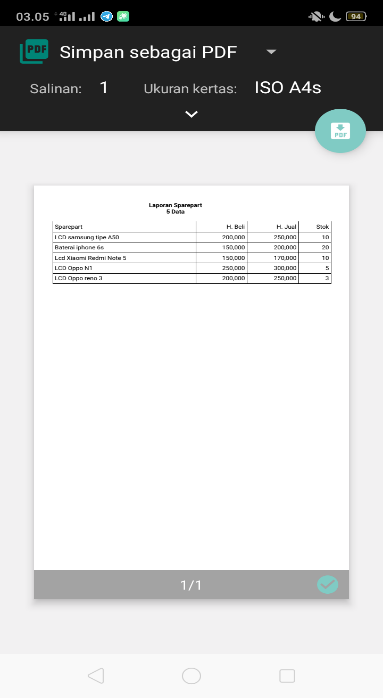 03.05 4G 94
PDF Simpan sebagai PDF
Salinan: 1 Ukuran kertas: ISO A4s
PDF
Laporan Sparepart
5 Data
Sparepart H. Beli H. Jual Stok
LCD samsung tipe A50 200,000 250,000 10
Baterai iphone 6s 150,000 200,000 20
Lcd Xiaomi Redmi Note 5 150,000 170,000 10
LCD Oppo N1 250,000 300,000 5
LCD Oppo reno 3 200,000 250,000 3
1/1